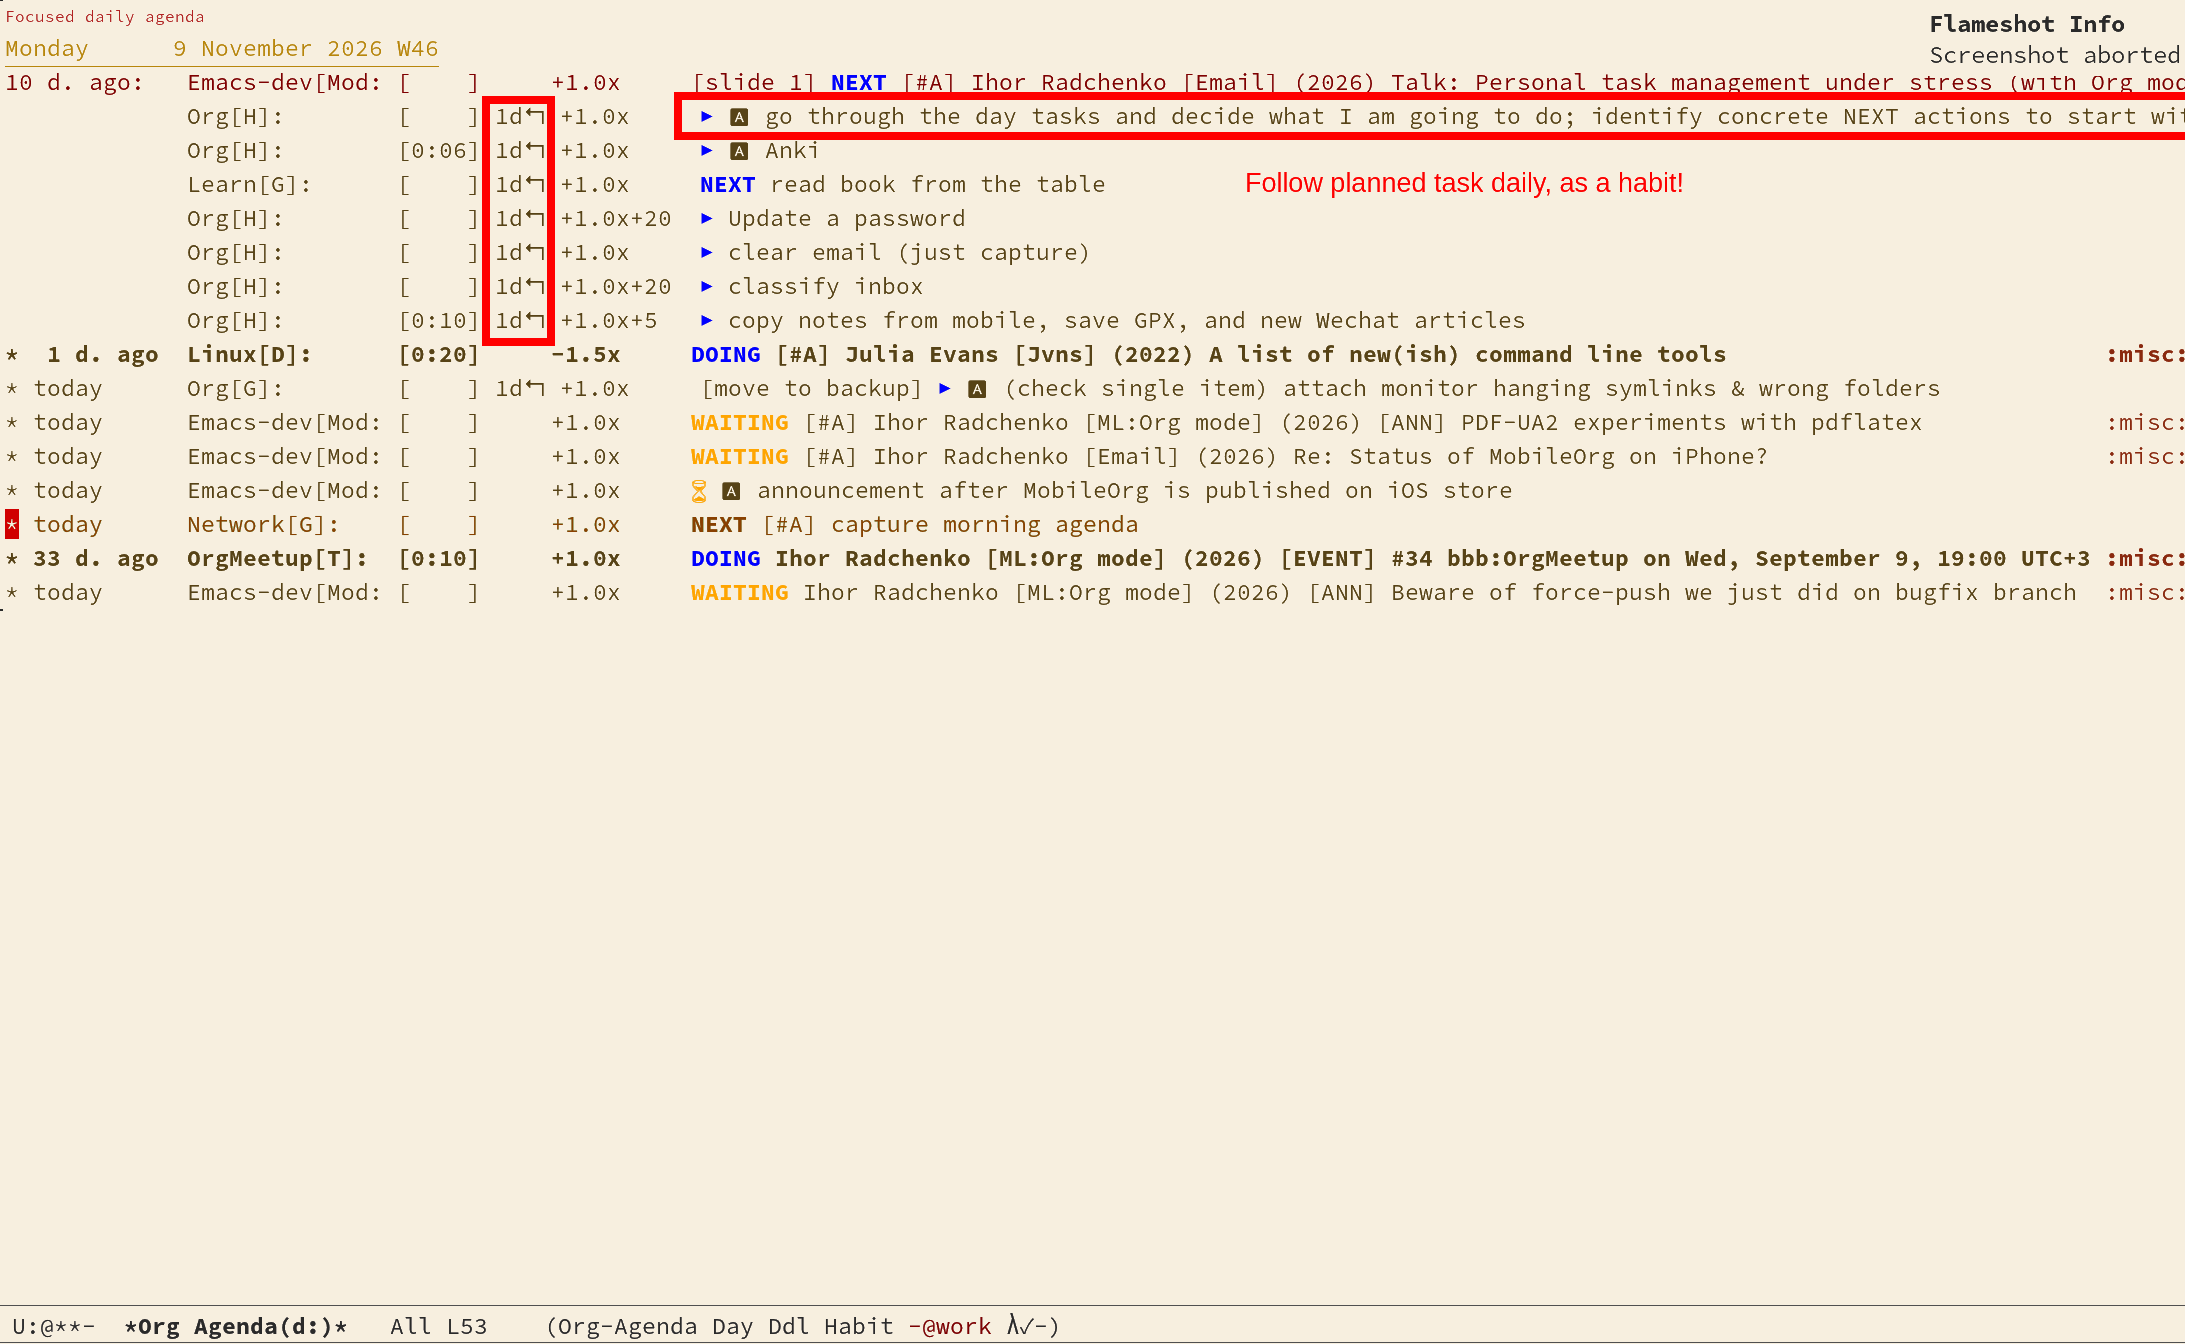 Focused daily agenda
Flameshot Info
Monday 9 November 2026 W46
Screenshot aborted
10 d. ago: Emacs-dev[Mod: [ ] +1.0x [slide 1] NEXT [#A] Ihor Radchenko [Email] (2026) Talk: Personal task management under stress (with Org mod
Org[H]: [ ] 1d↰ +1.0x ▶ A go through the day tasks and decide what I am going to do; identify concrete NEXT actions to start wit
Org[H]: [0:06] 1d↰ +1.0x ▶ A Anki
Learn[G]: [ ] 1d↰ +1.0x NEXT read book from the table
Follow planned task daily, as a habit!
Org[H]: [ ] 1d↰ +1.0x+20 ▶ Update a password
Org[H]: [ ] 1d↰ +1.0x ▶ clear email (just capture)
Org[H]: [ ] 1d↰ +1.0x+20 ▶ classify inbox
Org[H]: [0:10] 1d↰ +1.0x+5 ▶ copy notes from mobile, save GPX, and new Wechat articles
* 1 d. ago Linux[D]: [0:20] -1.5x DOING [#A] Julia Evans [Jvns] (2022) A list of new(ish) command line tools :misc:
* today Org[G]: [ ] 1d↰ +1.0x [move to backup] ▶ A (check single item) attach monitor hanging symlinks & wrong folders
* today Emacs-dev[Mod: [ ] +1.0x WAITING [#A] Ihor Radchenko [ML:Org mode] (2026) [ANN] PDF-UA2 experiments with pdflatex :misc:
* today Emacs-dev[Mod: [ ] +1.0x WAITING [#A] Ihor Radchenko [Email] (2026) Re: Status of MobileOrg on iPhone? :misc:
* today Emacs-dev[Mod: [ ] +1.0x ⏳ A announcement after MobileOrg is published on iOS store
* today Network[G]: [ ] +1.0x NEXT [#A] capture morning agenda
* 33 d. ago OrgMeetup[T]: [0:10] +1.0x DOING Ihor Radchenko [ML:Org mode] (2026) [EVENT] #34 bbb:OrgMeetup on Wed, September 9, 19:00 UTC+3 :misc:
* today Emacs-dev[Mod: [ ] +1.0x WAITING Ihor Radchenko [ML:Org mode] (2026) [ANN] Beware of force-push we just did on bugfix branch :misc:
U:@**- *Org Agenda(d:)* All L53 (Org-Agenda Day Ddl Habit -@work λ✓-)